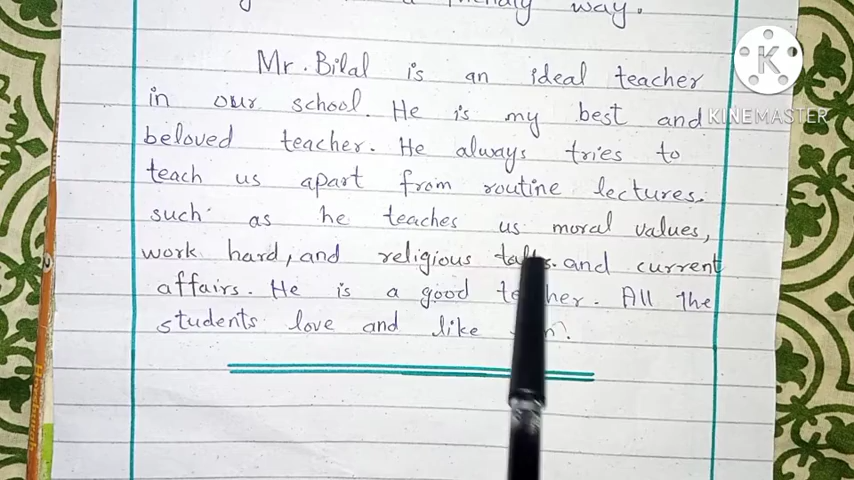 way.
Mr. Bilal is an ideal teacher
in our school. He is my best and
beloved teacher. He always tries to
teach us apart from routine lectures.
such as he teaches us moral values,
work hard, and religious talks. and current
affairs. He is a good teacher. All the
students love and like
K
KINEMASTER